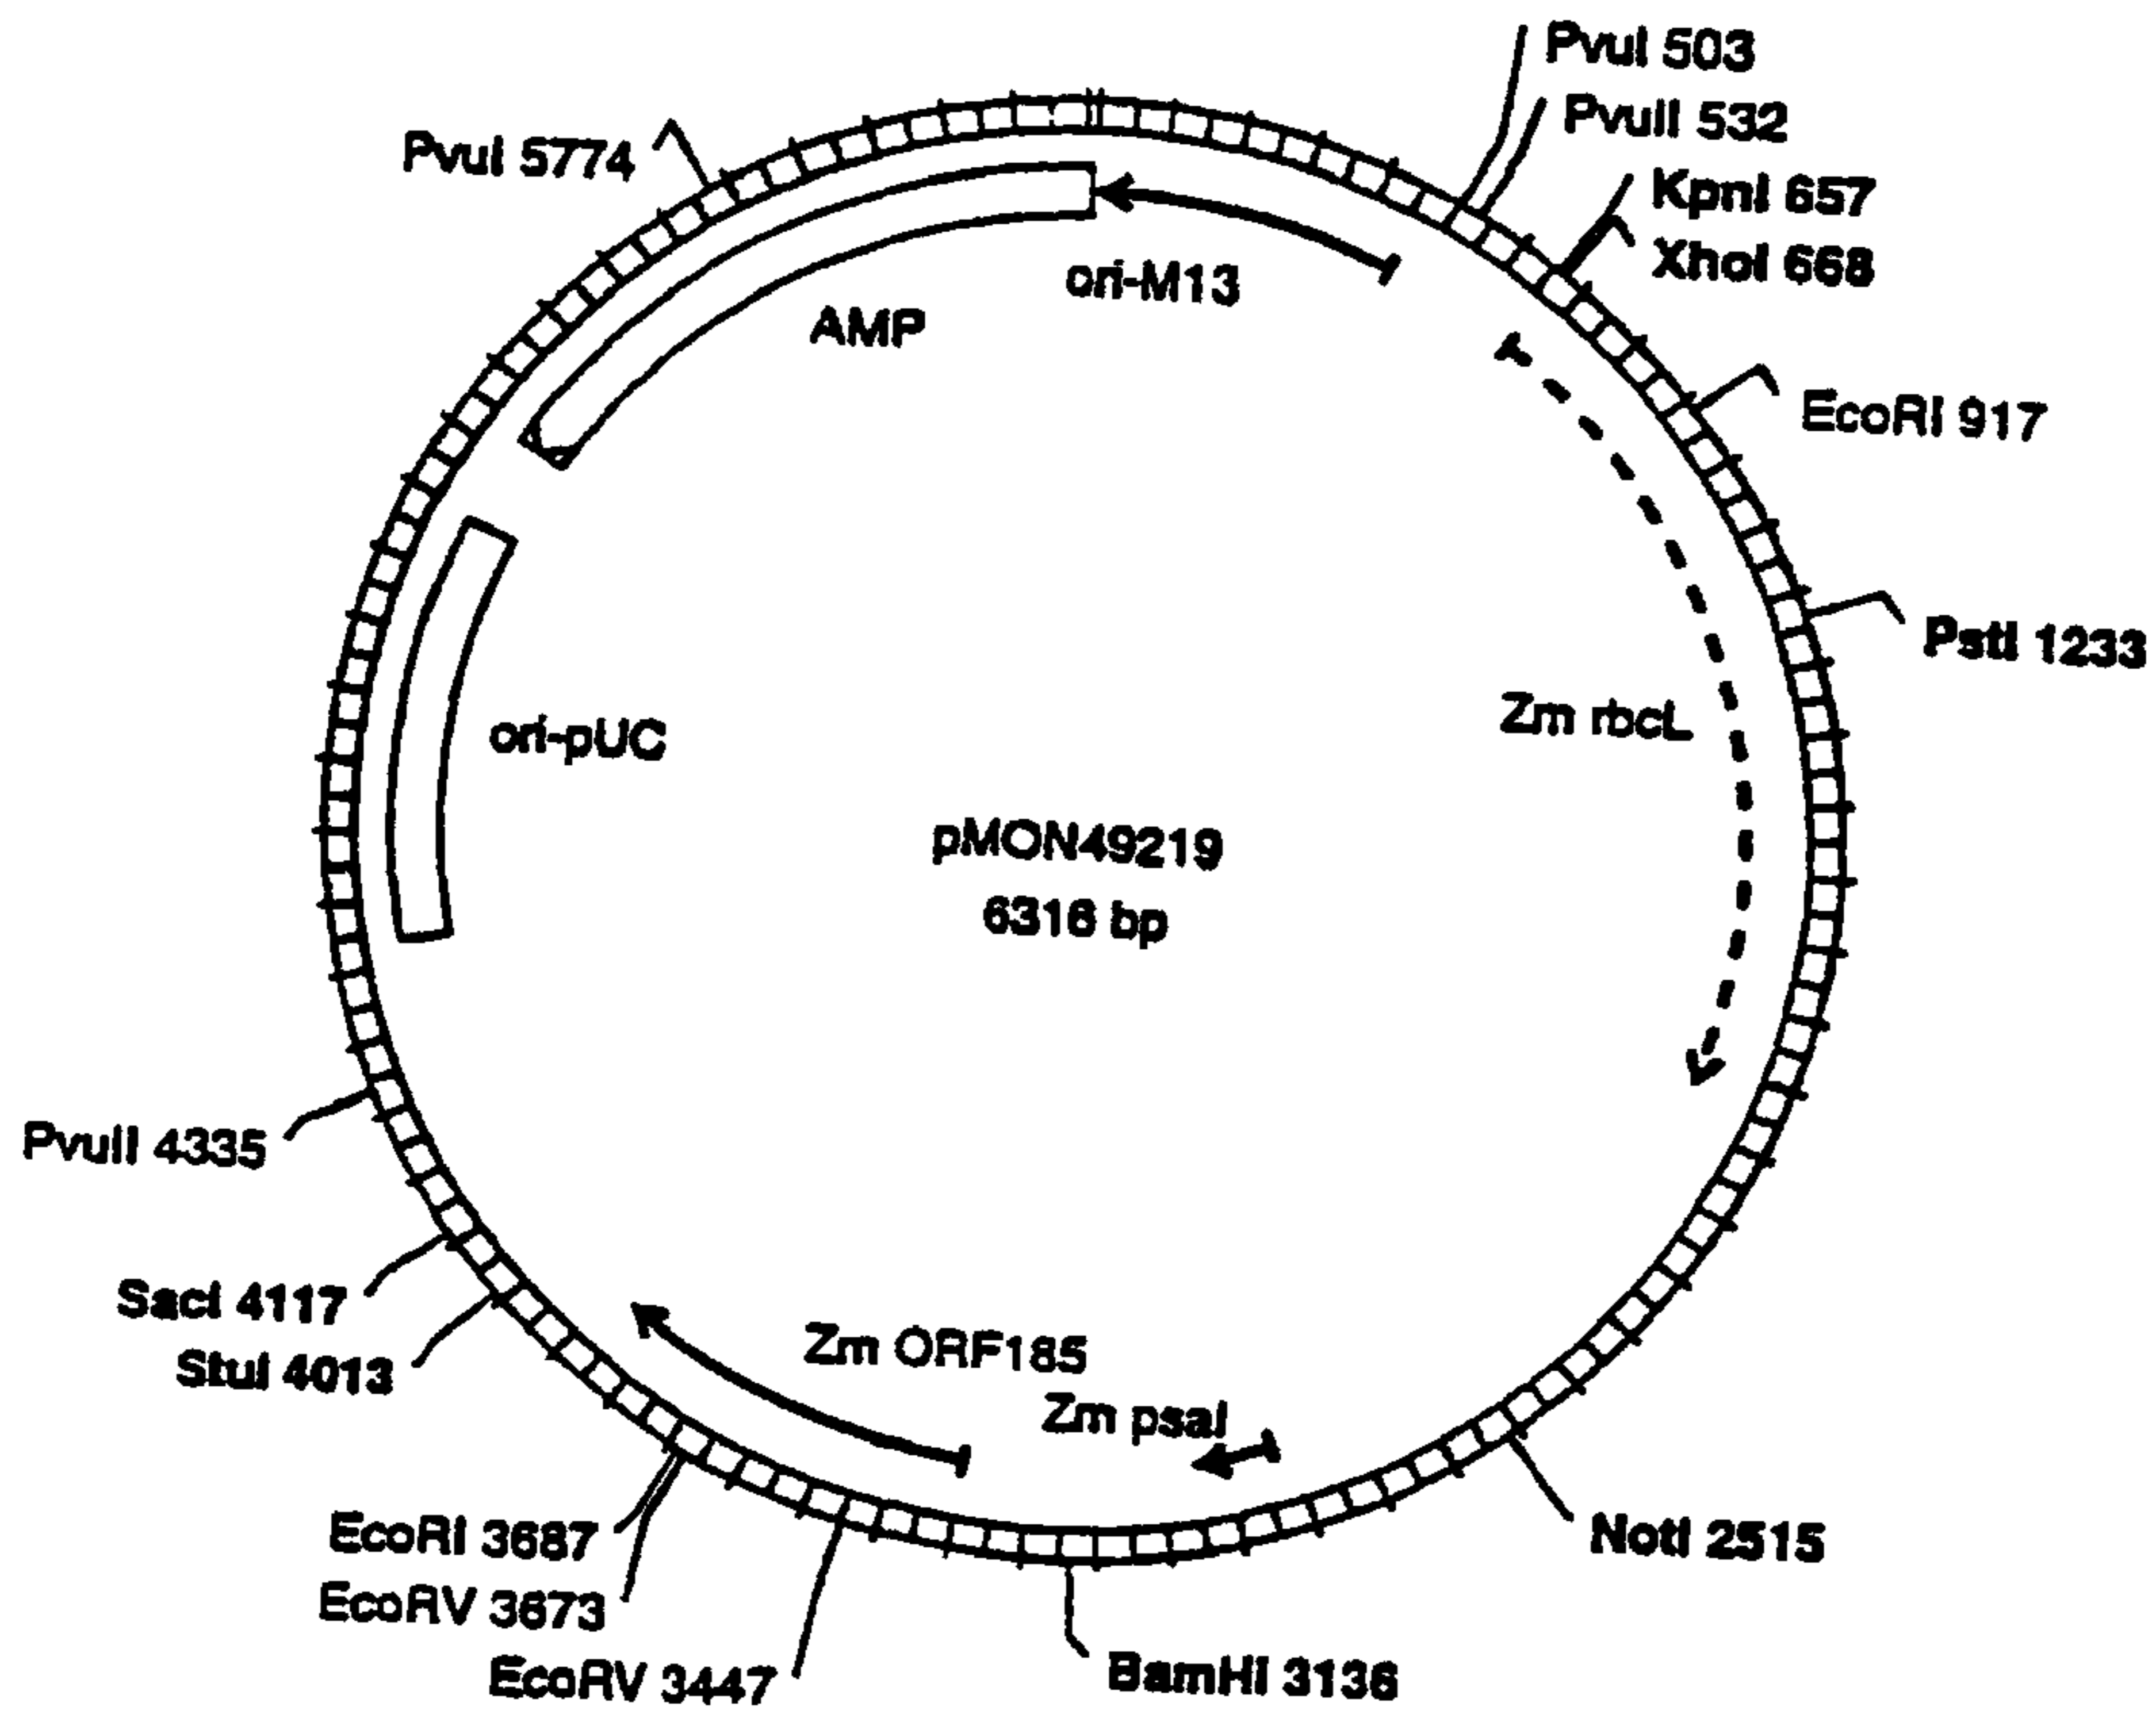 PvuI 503
PvuII 532
PvuI 5774
KpnI 657
XhoI 668
ori-M13
AMP
EcoRI 917
PstI 1233
Zm rbcL
ori-pUC
pMON49219
6316 bp
PvuII 4335
SacI 4117
Zm ORF185
StuI 4013
Zm psaI
EcoRI 3687
NotI 2515
EcoRV 3673
EcoRV 3447
BamHI 3136